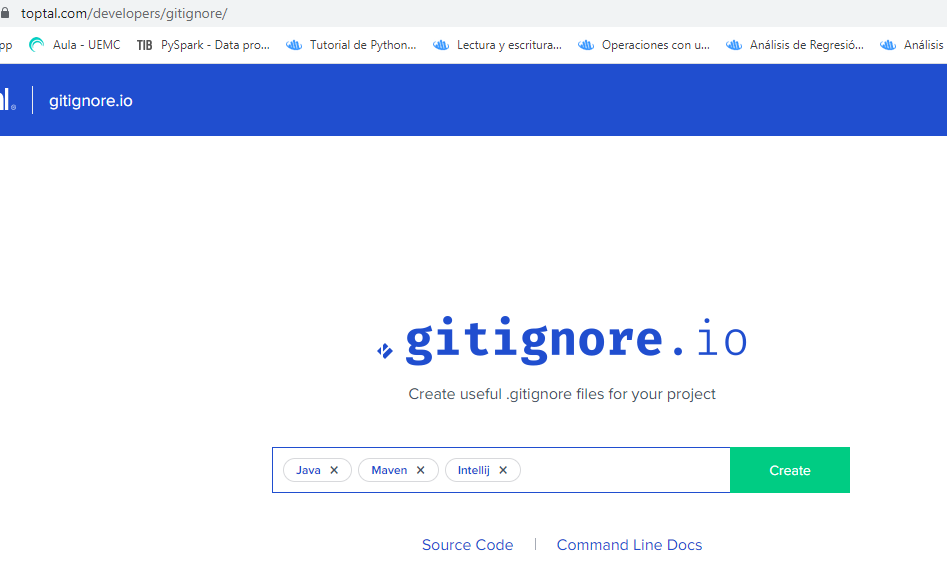 toptal.com/developers/gitignore/
pp Aula - UEMC TIB PySpark - Data pro... Tutorial de Python... Lectura y escritura... Operaciones con u... Análisis de Regresió... Análisis
l. gitignore.io
gitignore.io
Create useful .gitignore files for your project
Java × Maven × Intellij × Create
Source Code | Command Line Docs